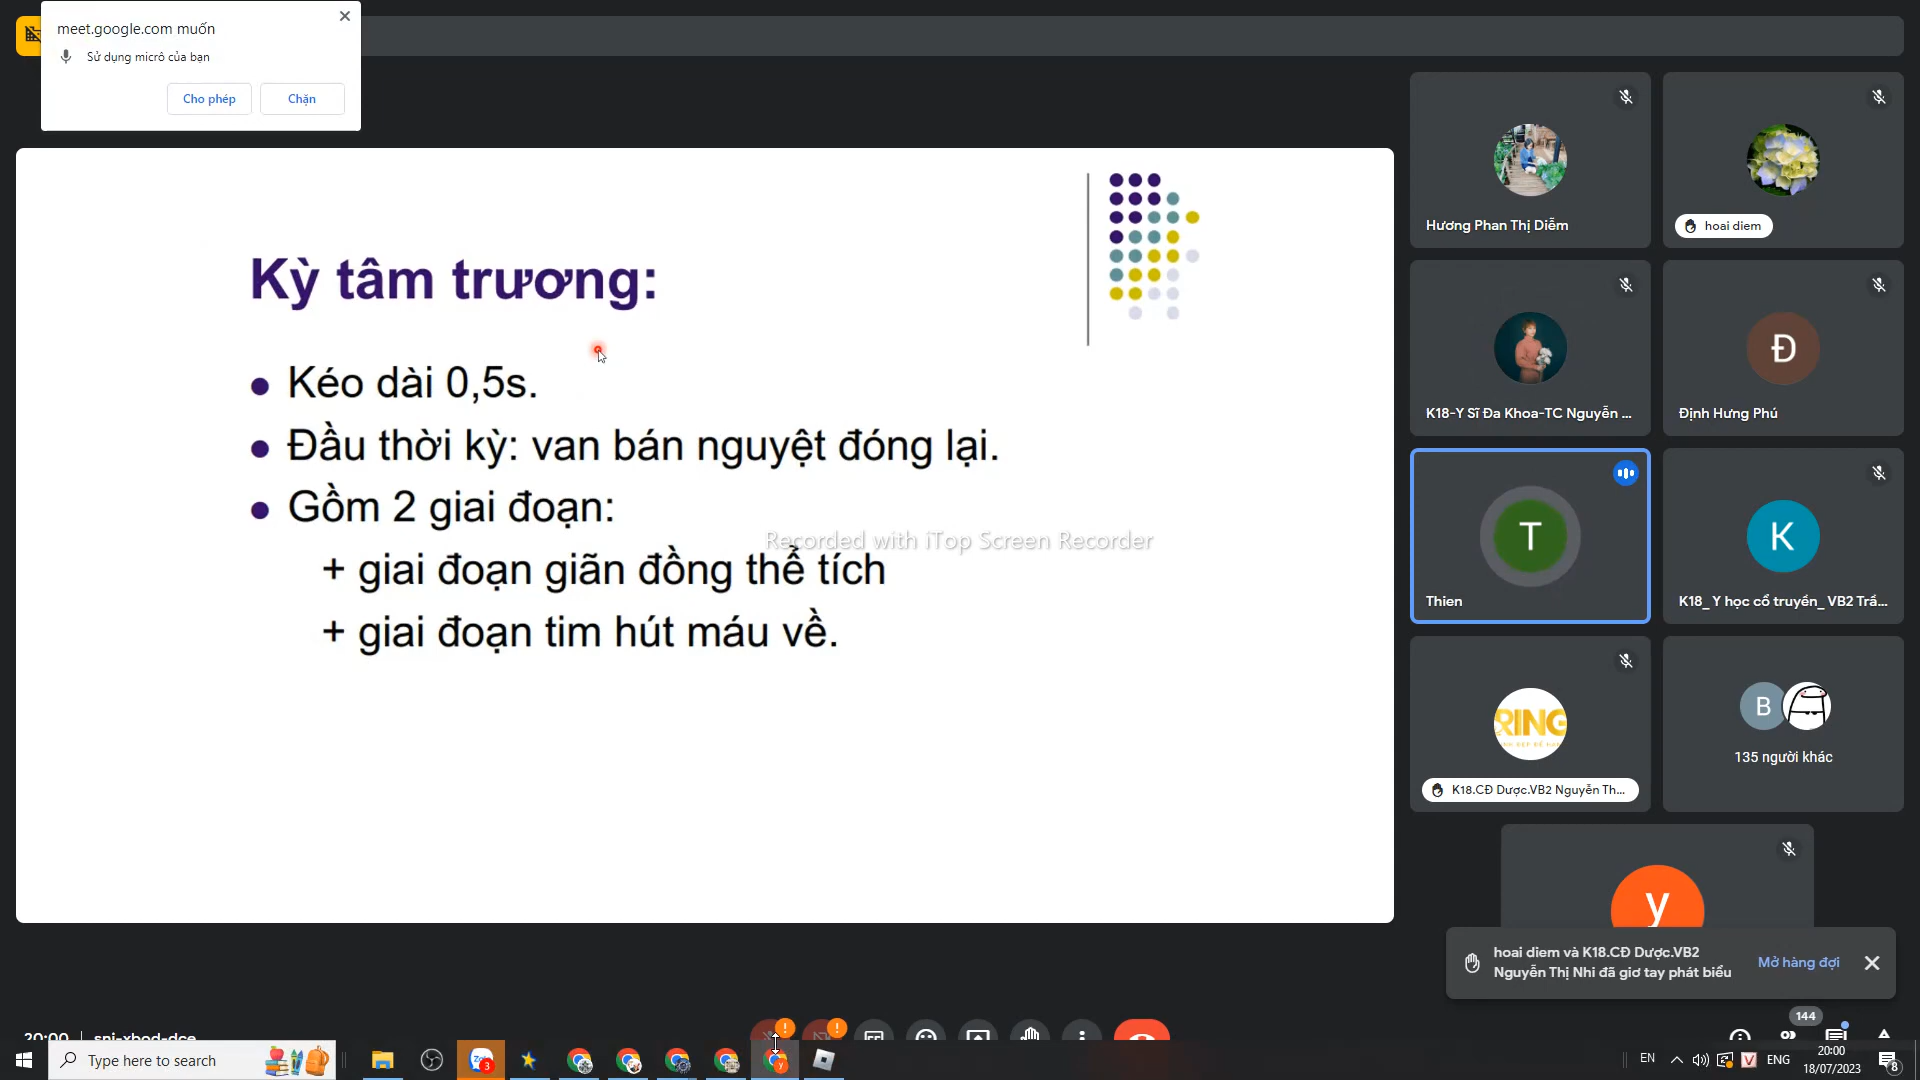 meet.google.com muốn
Sử dụng micrô của bạn
Cho phép
Chặn
Kỳ tâm trương:
Kéo dài 0,5s.
Đầu thời kỳ: van bán nguyệt đóng lại.
Gồm 2 giai đoạn:
+ giai đoạn giãn đồng thể tích
+ giai đoạn tim hút máu về.
Recorded with iTop Screen Recorder
Hương Phan Thị Diễm
hoai diem
K18-Y Sĩ Đa Khoa-TC Nguyễn ...
Đ
Định Hưng Phú
T
Thien
K
K18_ Y học cổ truyền_ VB2 Trầ...
RING
K18.CĐ Dược.VB2 Nguyễn Th...
B
135 người khác
y
hoai diem và K18.CĐ Dược.VB2
Nguyễn Thị Nhi đã giơ tay phát biểu
Mở hàng đợi
144
20:00
Type here to search
Zalo
3
y
EN
V
ENG
20:00
18/07/2023
8